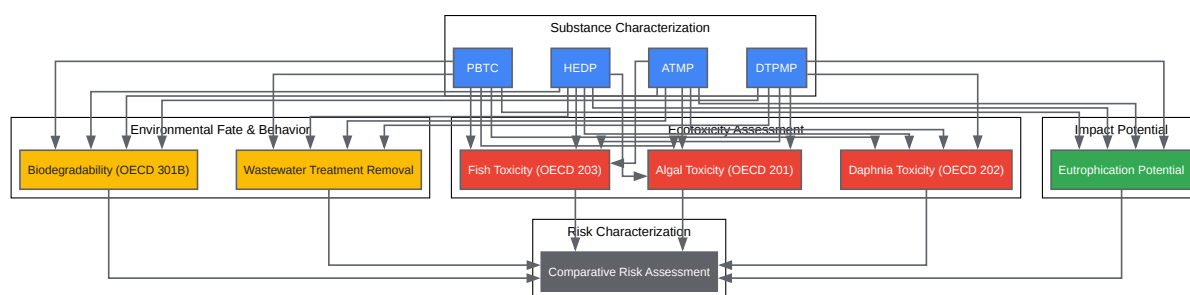 Substance Characterization
PBTC
HEDP
ATMP
DTPMP
Environmental Fate & Behavior
Ecotoxicity Assessment
Impact Potential
Biodegradability (OECD 301B)
Wastewater Treatment Removal
Fish Toxicity (OECD 203)
Algal Toxicity (OECD 201)
Daphnia Toxicity (OECD 202)
Eutrophication Potential
Risk Characterization
Comparative Risk Assessment